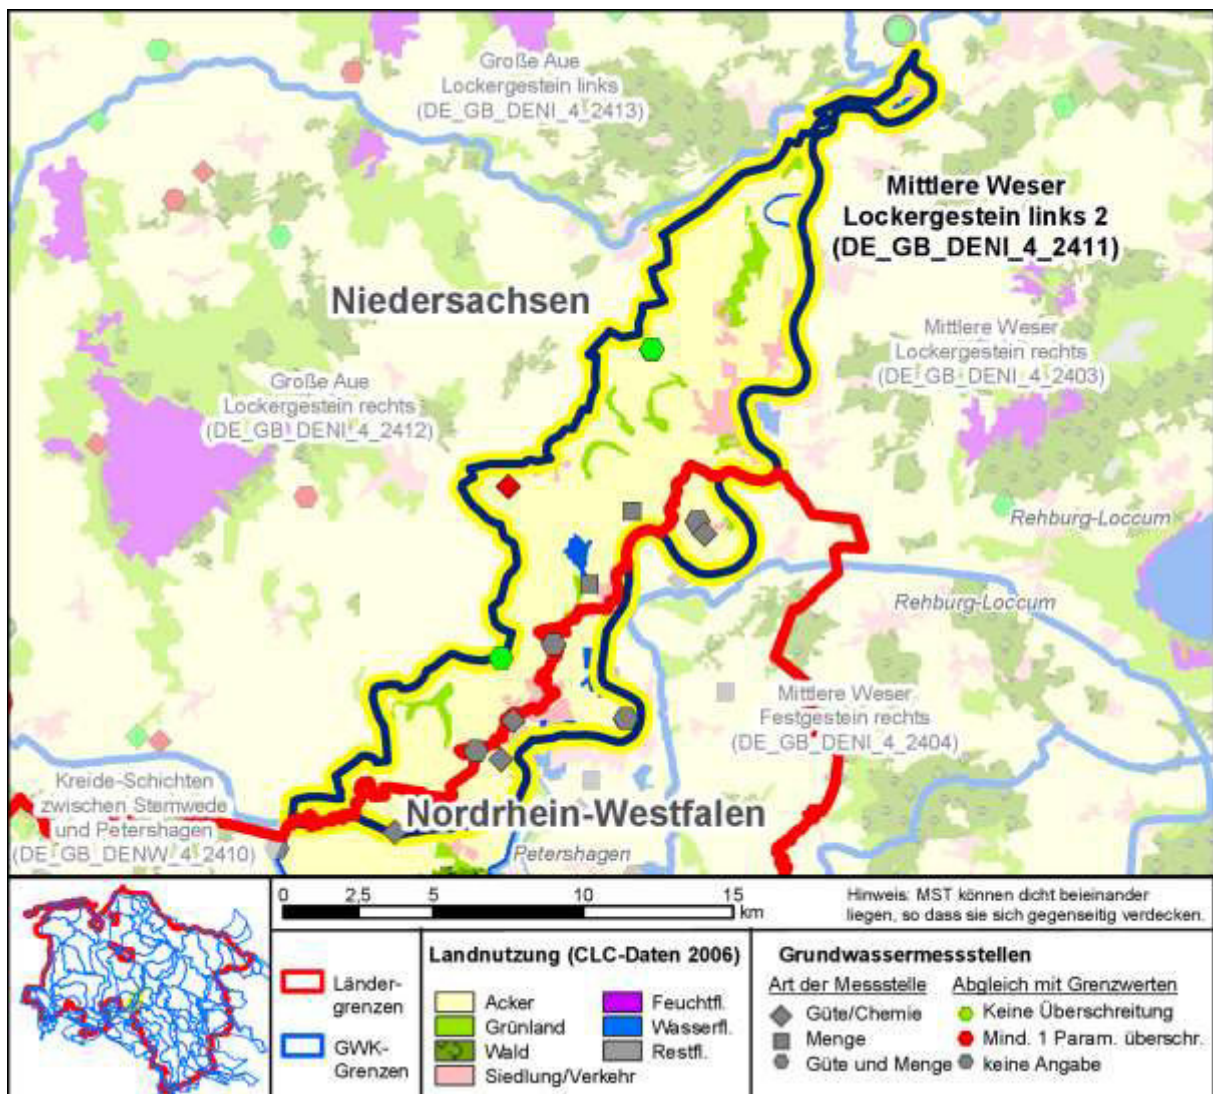 Große Aue
Lockergestein links
(DE_GB_DENI_4_2413)
Mittlere Weser
Lockergestein links 2
(DE_GB_DENI_4_2411)
Niedersachsen
Mittlere Weser
Lockergestein rechts
(DE_GB_DENI_4_2403)
Große Aue
Lockergestein rechts
(DE_GB_DENI_4_2412)
Rehburg-Loccum
Rehburg-Loccum
Mittlere Weser
Festgestein rechts
(DE_GB_DENI_4_2404)
Kreide-Schichten
zwischen Stemwede
und Petershagen
(DE_GB_DENW_4_2410)
Nordrhein-Westfalen
Petershagen
0 2,5 5 10 15
km
Hinweis: MST können dicht beieinander
liegen, so dass sie sich gegenseitig verdecken.
Länder-
grenzen
GWK-
Grenzen
Landnutzung (CLC-Daten 2006)
Acker
Grünland
Wald
Siedlung/Verkehr
Feuchtfl.
Wasserfl.
Restfl.
Grundwassermessstellen
Art der Messstelle
Güte/Chemie
Menge
Güte und Menge
Abgleich mit Grenzwerten
Keine Überschreitung
Mind. 1 Param. überschr.
keine Angabe